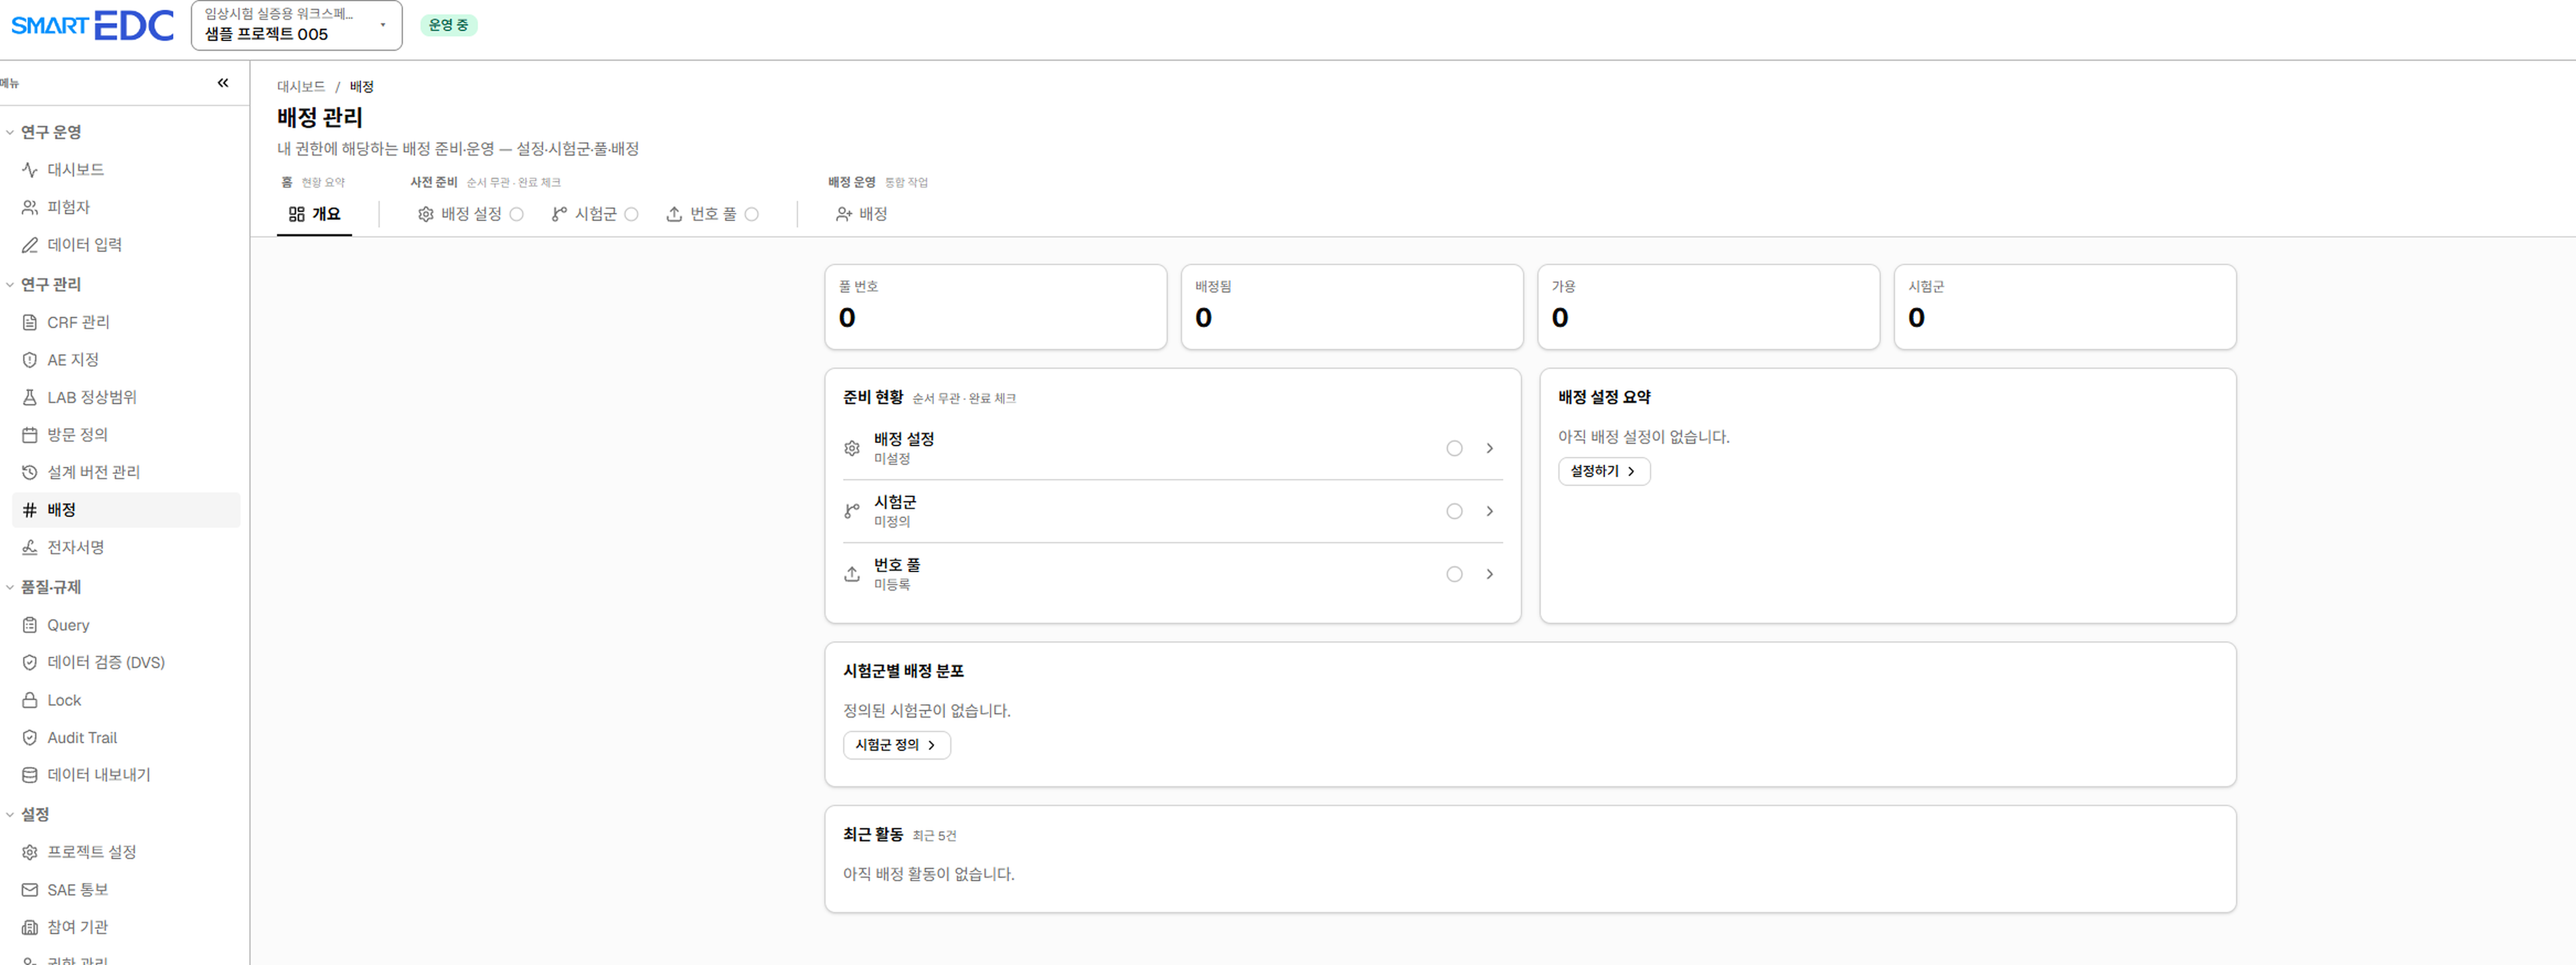 SMART EDC
임상시험 실증용 워크스페...
샘플 프로젝트 005
운영 중
메뉴
연구 운영
대시보드
피험자
데이터 입력
연구 관리
CRF 관리
AE 지정
LAB 정상범위
방문 정의
설계 버전 관리
배정
전자서명
품질·규제
Query
데이터 검증 (DVS)
Lock
Audit Trail
데이터 내보내기
설정
프로젝트 설정
SAE 통보
참여 기관
권한 관리
대시보드 / 배정
배정 관리
내 권한에 해당하는 배정 준비·운영 — 설정·시험군·풀·배정
홈 현황 요약
사전 준비 순서 무관 · 완료 체크
배정 운영 통합 작업
개요
배정 설정
시험군
번호 풀
배정
풀 번호
0
배정됨
0
가용
0
시험군
0
준비 현황 순서 무관 · 완료 체크
배정 설정
미설정
시험군
미정의
번호 풀
미등록
배정 설정 요약
아직 배정 설정이 없습니다.
설정하기
시험군별 배정 분포
정의된 시험군이 없습니다.
시험군 정의
최근 활동 최근 5건
아직 배정 활동이 없습니다.